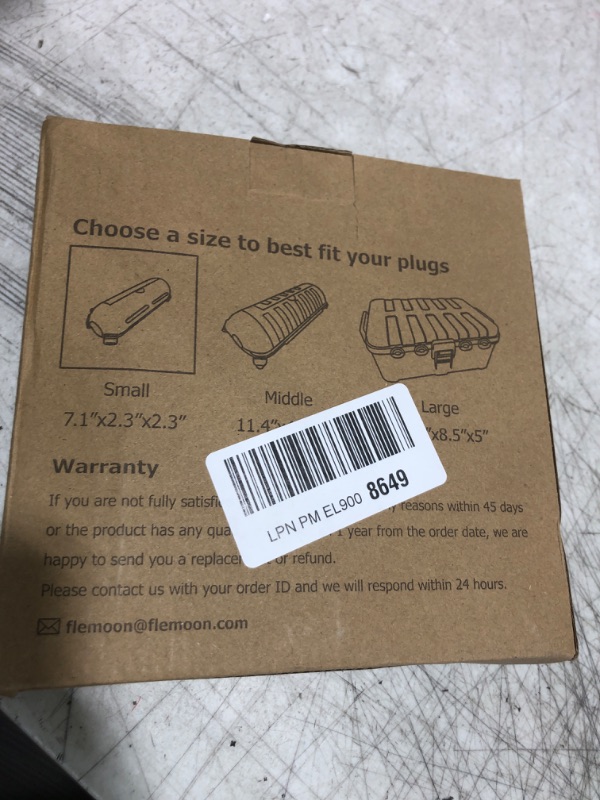 Choose a size to best fit your plugs
Small
Middle
Large
7.1"x2.3"x2.3"
11.4"
x8.5"x5"
Warranty
If you are not fully reasons within 45 days
or the product has any 1 year from the order date, we are
happy to send you a or refund.
Please contact us with your order ID and we will respond within 24 hours.
flemoon@flemoon.com
LPN PM EL900 8649